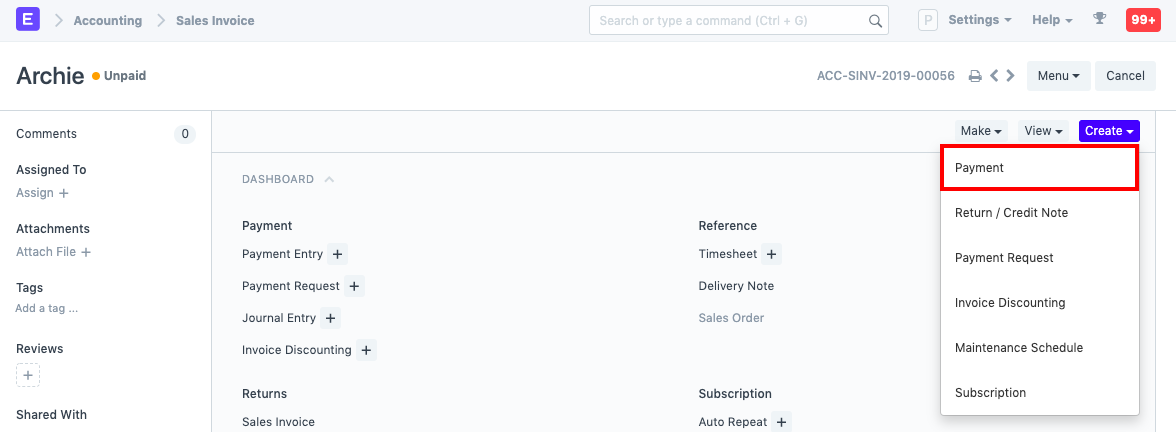 E Accounting Sales Invoice Search or type a command (Ctrl + G) P Settings Help 99+
Archie Unpaid ACC-SINV-2019-00056 Menu Cancel
Comments 0
Make View Create
Assigned To
Assign +
Attachments
Attach File +
Tags
Add a tag ...
Reviews
+
Shared With
DASHBOARD
Payment
Payment Entry +
Payment Request +
Journal Entry +
Invoice Discounting +
Returns
Sales Invoice
Reference
Timesheet +
Delivery Note
Sales Order
Subscription
Auto Repeat +
Payment
Return / Credit Note
Payment Request
Invoice Discounting
Maintenance Schedule
Subscription